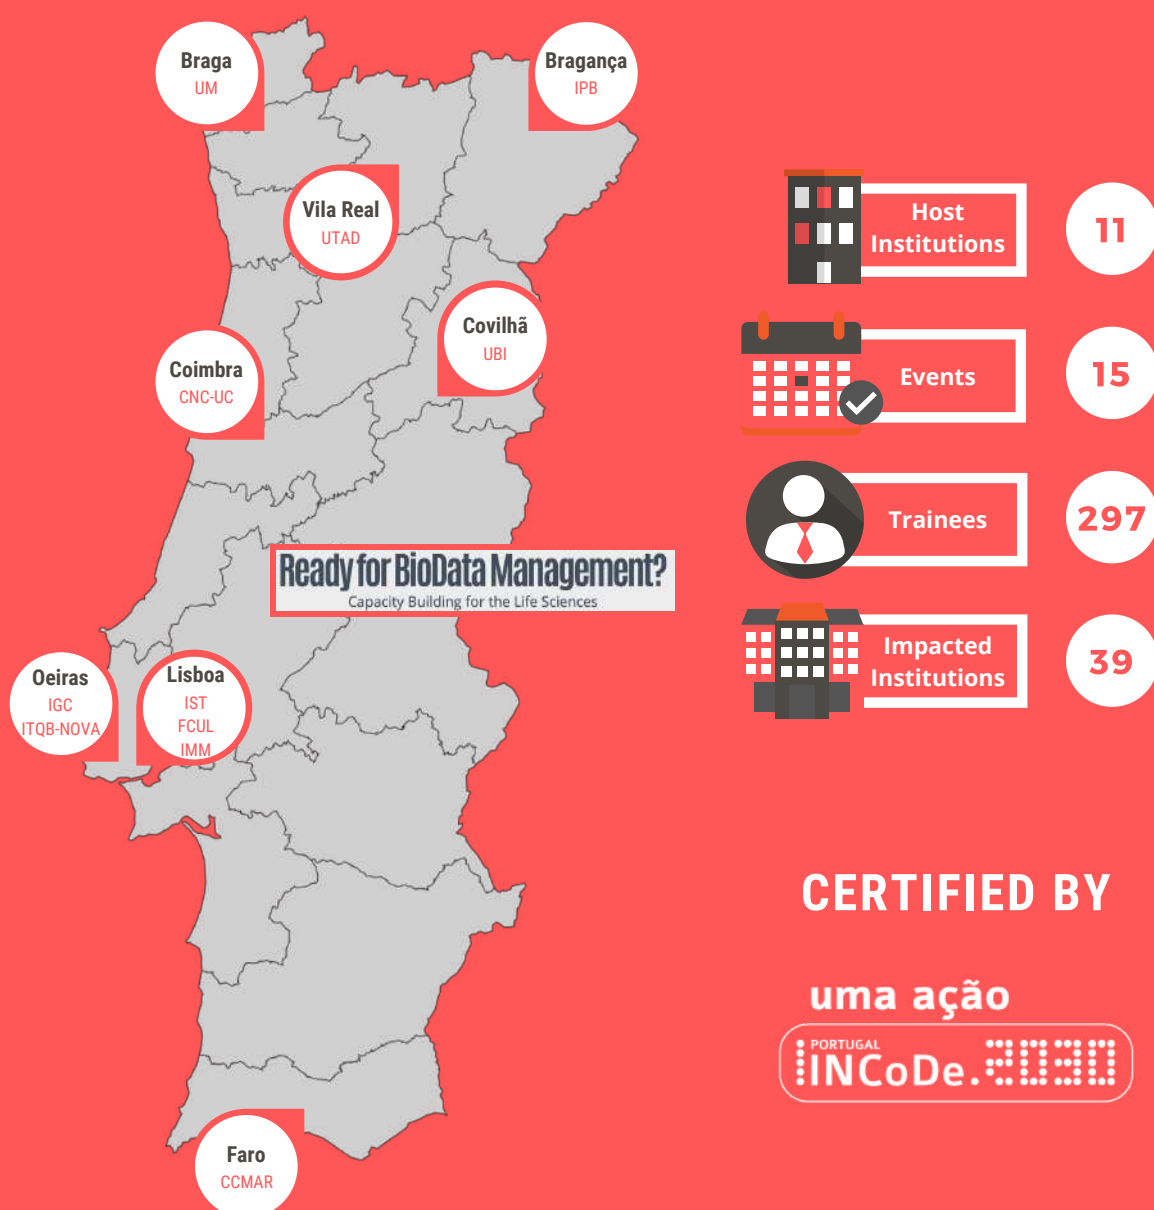 Braga
UM
Bragança
IPB
Vila Real
UTAD
Covilhã
UBI
Coimbra
CNC-UC
Ready for BioData Management?
Capacity Building for the Life Sciences
Oeiras
IGC
ITQB-NOVA
Lisboa
IST
FCUL
IMM
Faro
CCMAR
Host
Institutions
11
Events
15
Trainees
297
Impacted
Institutions
39
CERTIFIED BY
uma ação
PORTUGAL
INCoDe.2030